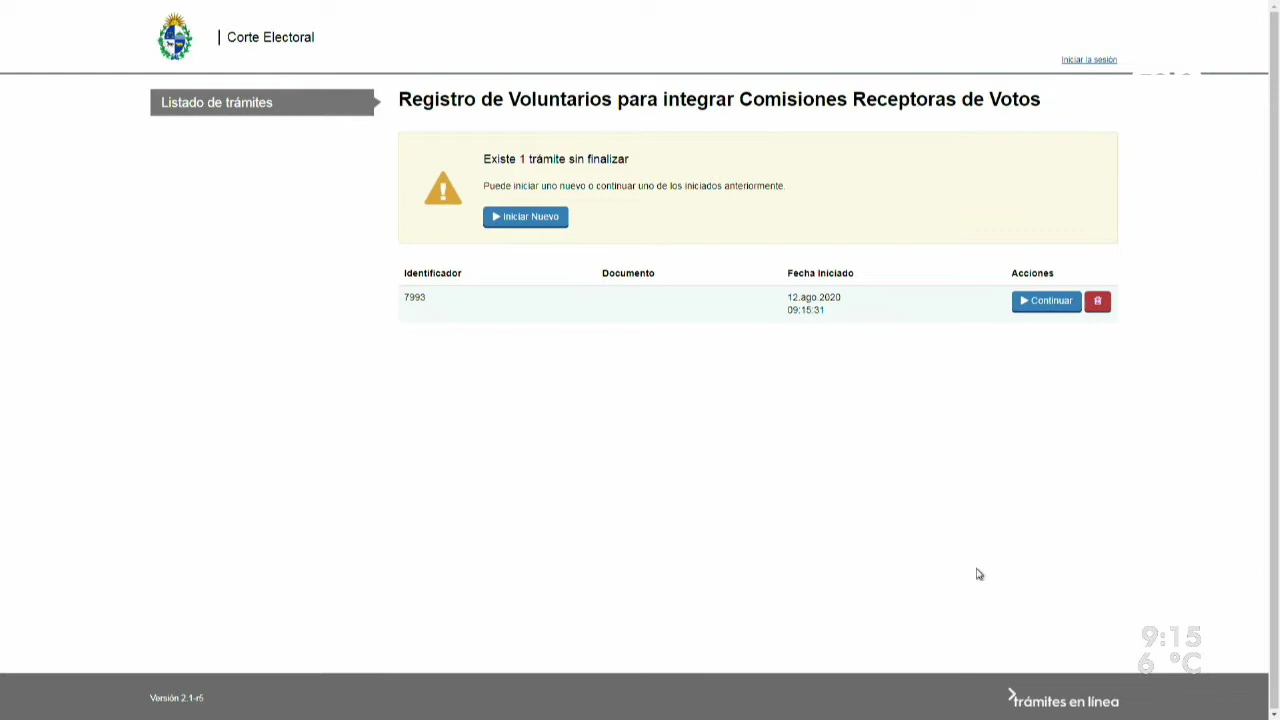 Corte Electoral
Iniciar la sesión
Listado de trámites
Registro de Voluntarios para integrar Comisiones Receptoras de Votos
Existe 1 trámite sin finalizar
Puede iniciar uno nuevo o continuar uno de los iniciados anteriormente.
Iniciar Nuevo
Identificador Documento Fecha Iniciado Acciones
7993 12.ago.2020 Continuar
09:15:31
9:15
6 °C
Versión 2.1-r5
trámites en línea